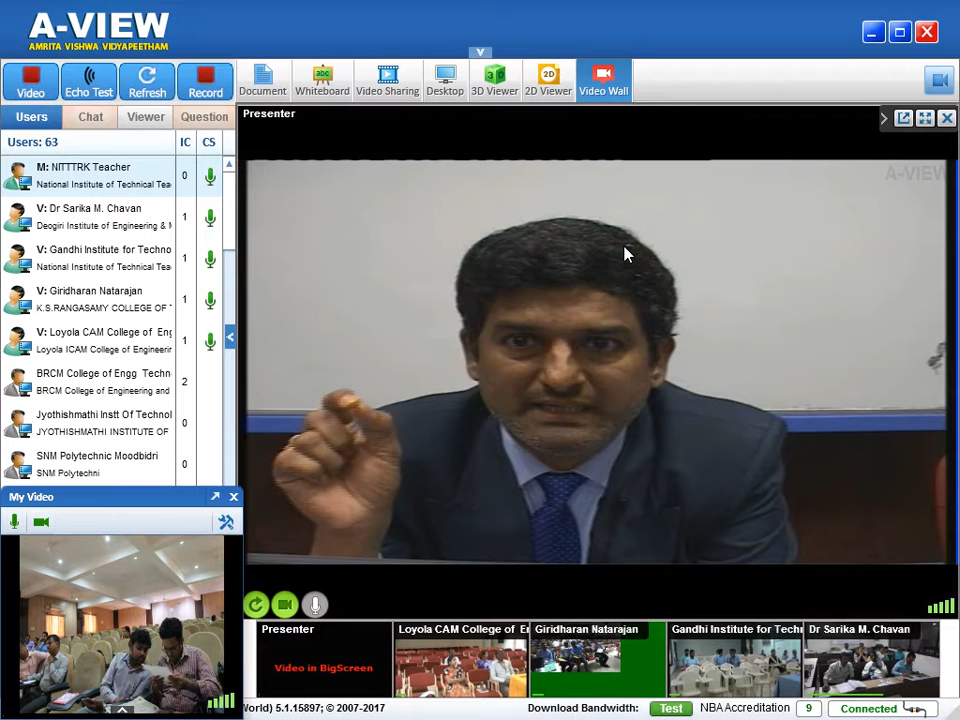 A-VIEW
AMRITA VISHWA VIDYAPEETHAM
Video
Echo Test
Refresh
Record
Document
abc
Whiteboard
Video Sharing
Desktop
3D
3D Viewer
2D
2D Viewer
Video Wall
Users
Chat
Viewer
Question
Users: 63
IC
CS
M: NITTTRK Teacher
National Institute of Technical Tea
0
V: Dr Sarika M. Chavan
Deogiri Institute of Engineering & M
1
V: Gandhi Institute for Techno
National Institute of Technical Tea
1
V: Giridharan Natarajan
K.S.RANGASAMY COLLEGE OF
1
V: Loyola CAM College of Eng
Loyola ICAM College of Engineerin
1
BRCM College of Engg Techn
BRCM College of Engineering and
2
Jyothishmathi Instt Of Technol
JYOTHISHMATHI INSTITUTE OF
0
SNM Polytechnic Moodbidri
SNM Polytechni
0
My Video
Presenter
A-VIEW
Presenter
Video in BigScreen
Loyola CAM College of En
Giridharan Natarajan
Gandhi Institute for Techn
Dr Sarika M. Chavan
World) 5.1.15897; © 2007-2017
Download Bandwidth:
Test
NBA Accreditation
9
Connected